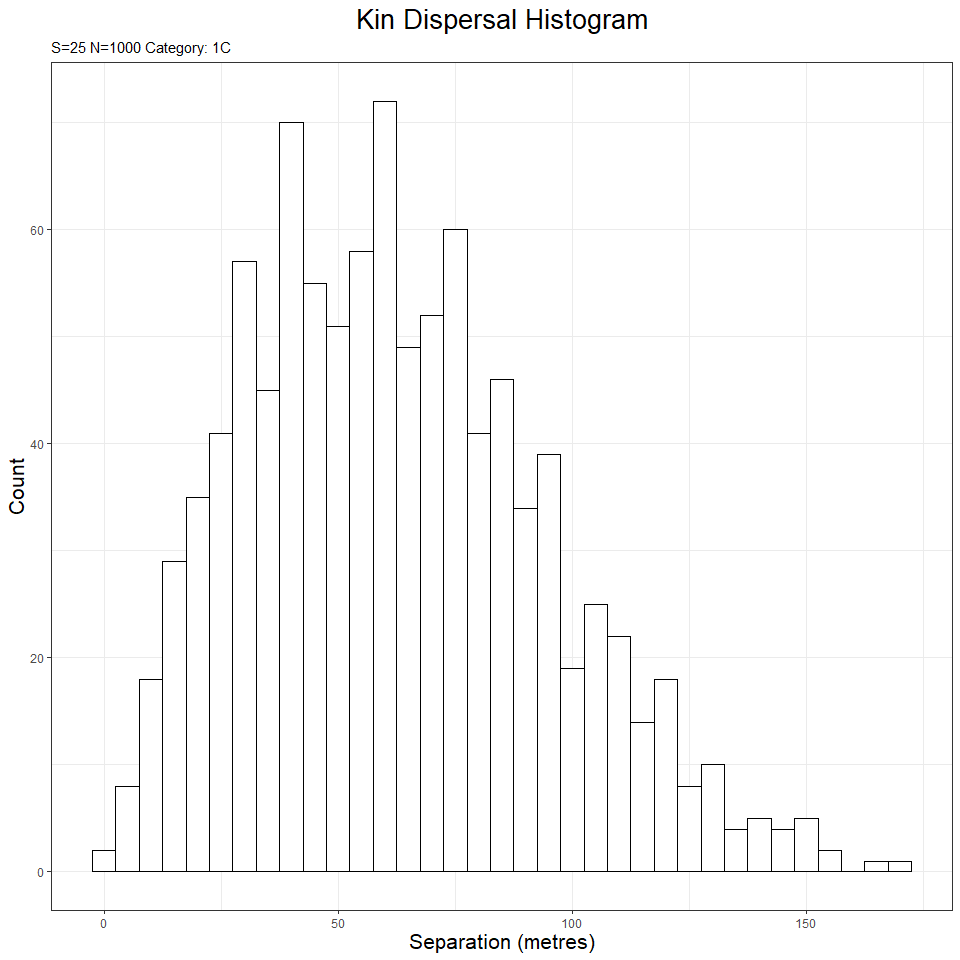 Kin Dispersal Histogram
S=25 N=1000 Category: 1C
60
40
20
0
Count
0 50 100 150
Separation (metres)